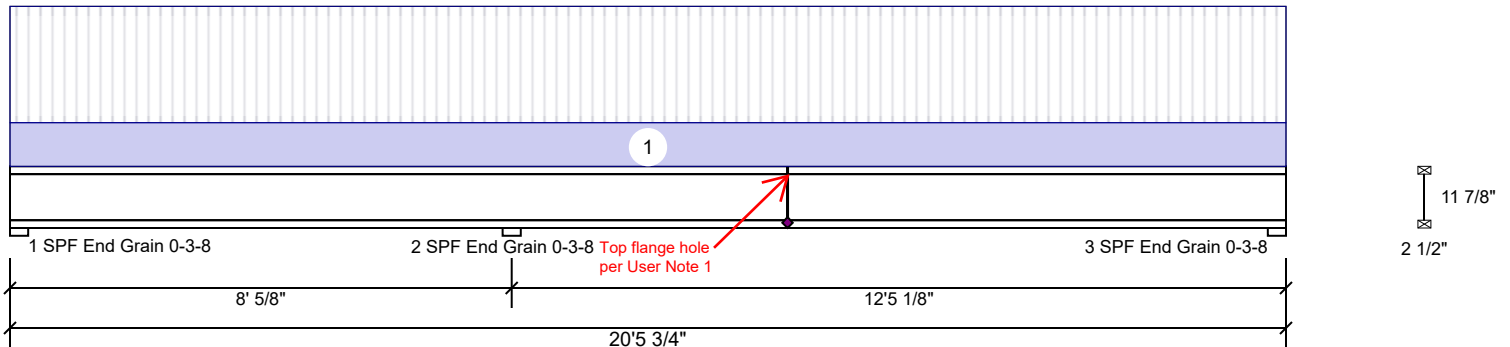 1
11 7/8"
1 SPF End Grain 0-3-8
2 SPF End Grain 0-3-8
Top flange hole
per User Note 1
3 SPF End Grain 0-3-8
2 1/2"
8' 5/8"
12'5 1/8"
20'5 3/4"